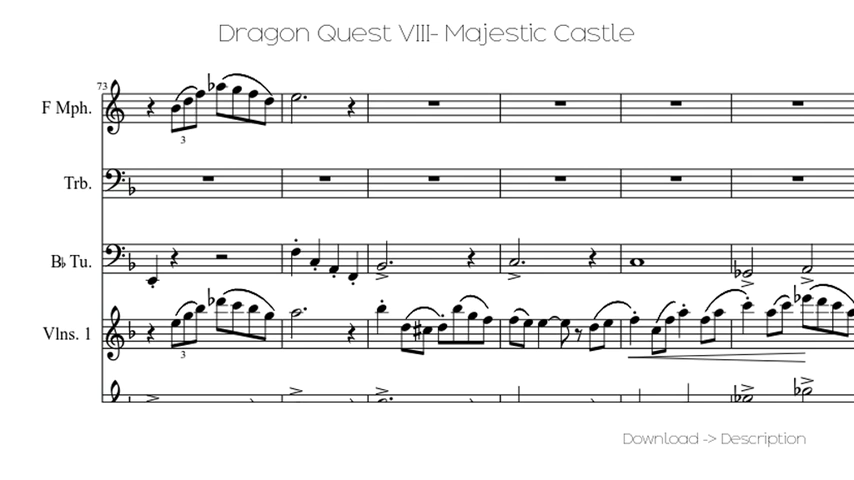 Dragon Quest VIII- Majestic Castle
73
F Mph.
3
Trb.
B♭ Tu.
Vlns. 1
3
Download -> Description